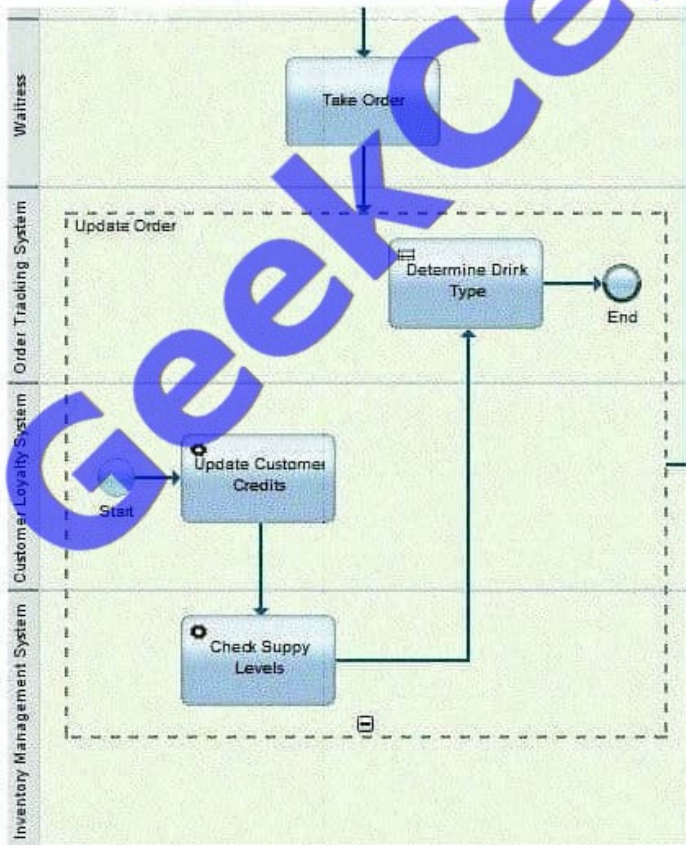 Waitress
Take Order
Order Tracking System
Update Order
Determine Drirk
Type
End
Customer Loyalty System
Update Customer
Credits
Start
Inventory Management System
Check Suppy
Levels
GeekCe